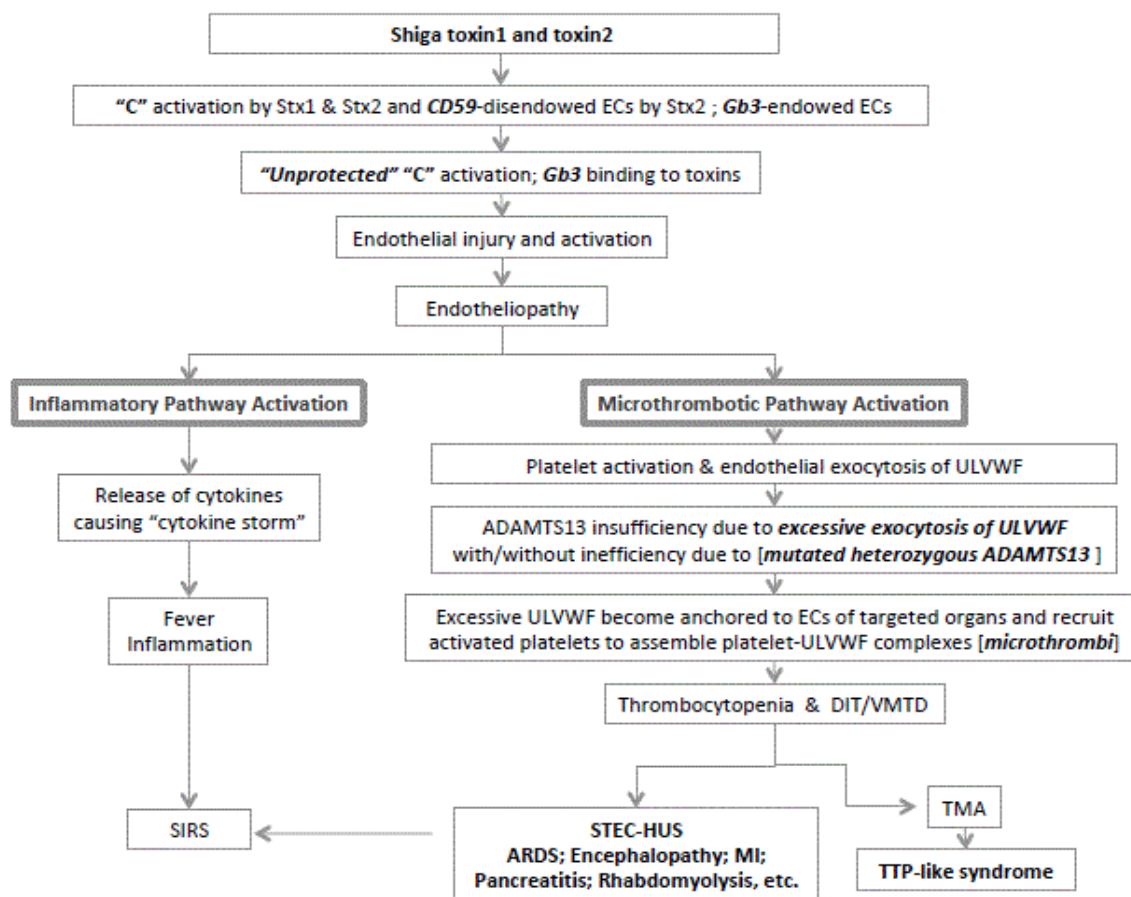 Shiga toxin1 and toxin2
“C” activation by Stx1 & Stx2 and CD59-disendowed ECs by Stx2 ; Gb3-endowed ECs
“Unprotected” “C” activation; Gb3 binding to toxins
Endothelial injury and activation
Endotheliopathy
Inflammatory Pathway Activation
Release of cytokines
causing “cytokine storm”
Fever
Inflammation
SIRS
Microthrombotic Pathway Activation
Platelet activation & endothelial exocytosis of ULVWF
ADAMTS13 insufficiency due to excessive exocytosis of ULVWF
with/without inefficiency due to [mutated heterozygous ADAMTS13 ]
Excessive ULVWF become anchored to ECs of targeted organs and recruit
activated platelets to assemble platelet-ULVWF complexes [microthrombi]
Thrombocytopenia & DIT/VMTD
STEC-HUS
ARDS; Encephalopathy; MI;
Pancreatitis; Rhabdomyolysis, etc.
TMA
TTP-like syndrome